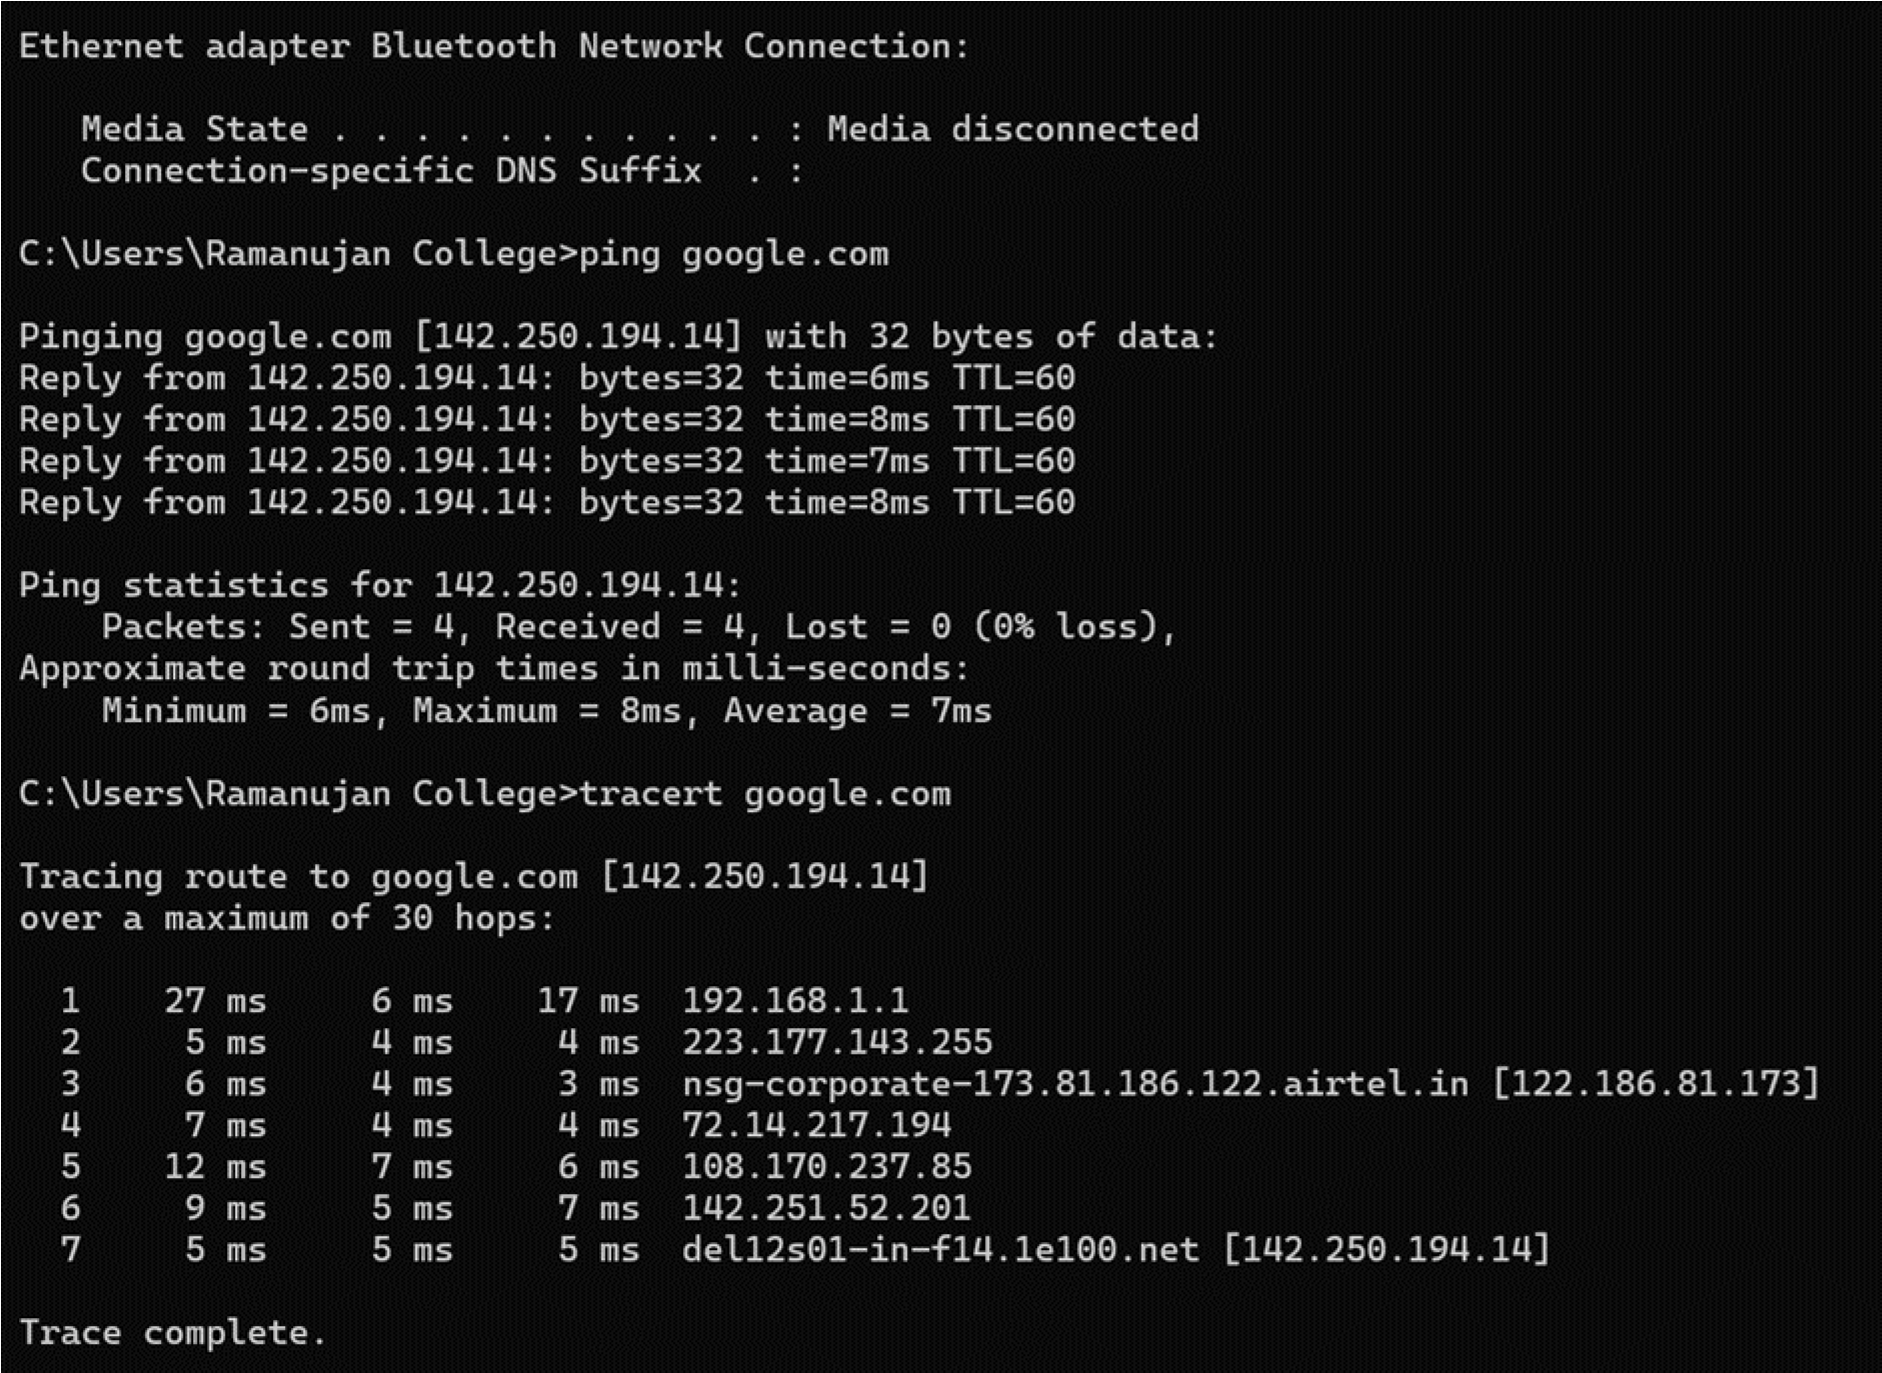 Ethernet adapter Bluetooth Network Connection:
Media State . . . . . . . . . . . : Media disconnected
Connection-specific DNS Suffix  . :
C:\Users\Ramanujan College>ping google.com
Pinging google.com [142.250.194.14] with 32 bytes of data:
Reply from 142.250.194.14: bytes=32 time=6ms TTL=60
Reply from 142.250.194.14: bytes=32 time=8ms TTL=60
Reply from 142.250.194.14: bytes=32 time=7ms TTL=60
Reply from 142.250.194.14: bytes=32 time=8ms TTL=60
Ping statistics for 142.250.194.14:
Packets: Sent = 4, Received = 4, Lost = 0 (0% loss),
Approximate round trip times in milli-seconds:
Minimum = 6ms, Maximum = 8ms, Average = 7ms
C:\Users\Ramanujan College>tracert google.com
Tracing route to google.com [142.250.194.14]
over a maximum of 30 hops:
1    27 ms     6 ms    17 ms  192.168.1.1
2     5 ms     4 ms     4 ms  223.177.143.255
3     6 ms     4 ms     3 ms  nsg-corporate-173.81.186.122.airtel.in [122.186.81.173]
4     7 ms     4 ms     4 ms  72.14.217.194
5    12 ms     7 ms     6 ms  108.170.237.85
6     9 ms     5 ms     7 ms  142.251.52.201
7     5 ms     5 ms     5 ms  del12s01-in-f14.1e100.net [142.250.194.14]
Trace complete.